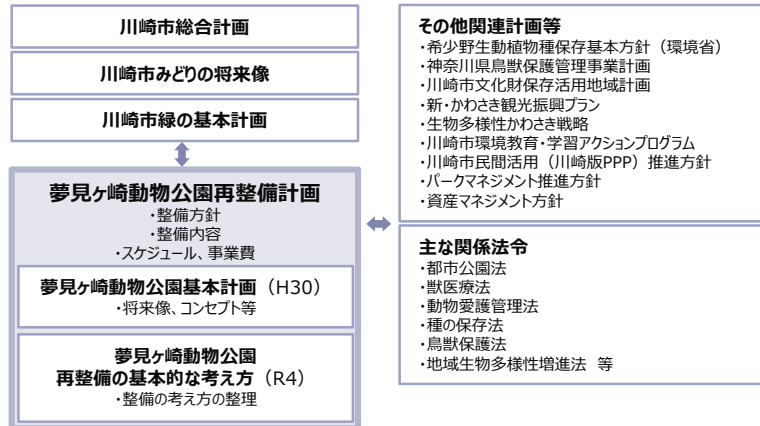 川崎市総合計画
川崎市みどりの将来像
川崎市緑の基本計画
夢見ヶ崎動物公園再整備計画
・整備方針
・整備内容
・スケジュール、事業費
夢見ヶ崎動物公園基本計画（H30）
・将来像、コンセプト等
夢見ヶ崎動物公園
再整備の基本的な考え方（R4）
・整備の考え方の整理
その他関連計画等
・希少野生動植物種保存基本方針（環境省）
・神奈川県鳥獣保護管理事業計画
・川崎市文化財保存活用地域計画
・新・かわさき観光振興プラン
・生物多様性かわさき戦略
・川崎市環境教育・学習アクションプログラム
・川崎市民間活用（川崎版PPP）推進方針
・パークマネジメント推進方針
・資産マネジメント方針
主な関係法令
・都市公園法
・獣医療法
・動物愛護管理法
・種の保存法
・鳥獣保護法
・地域生物多様性増進法 等